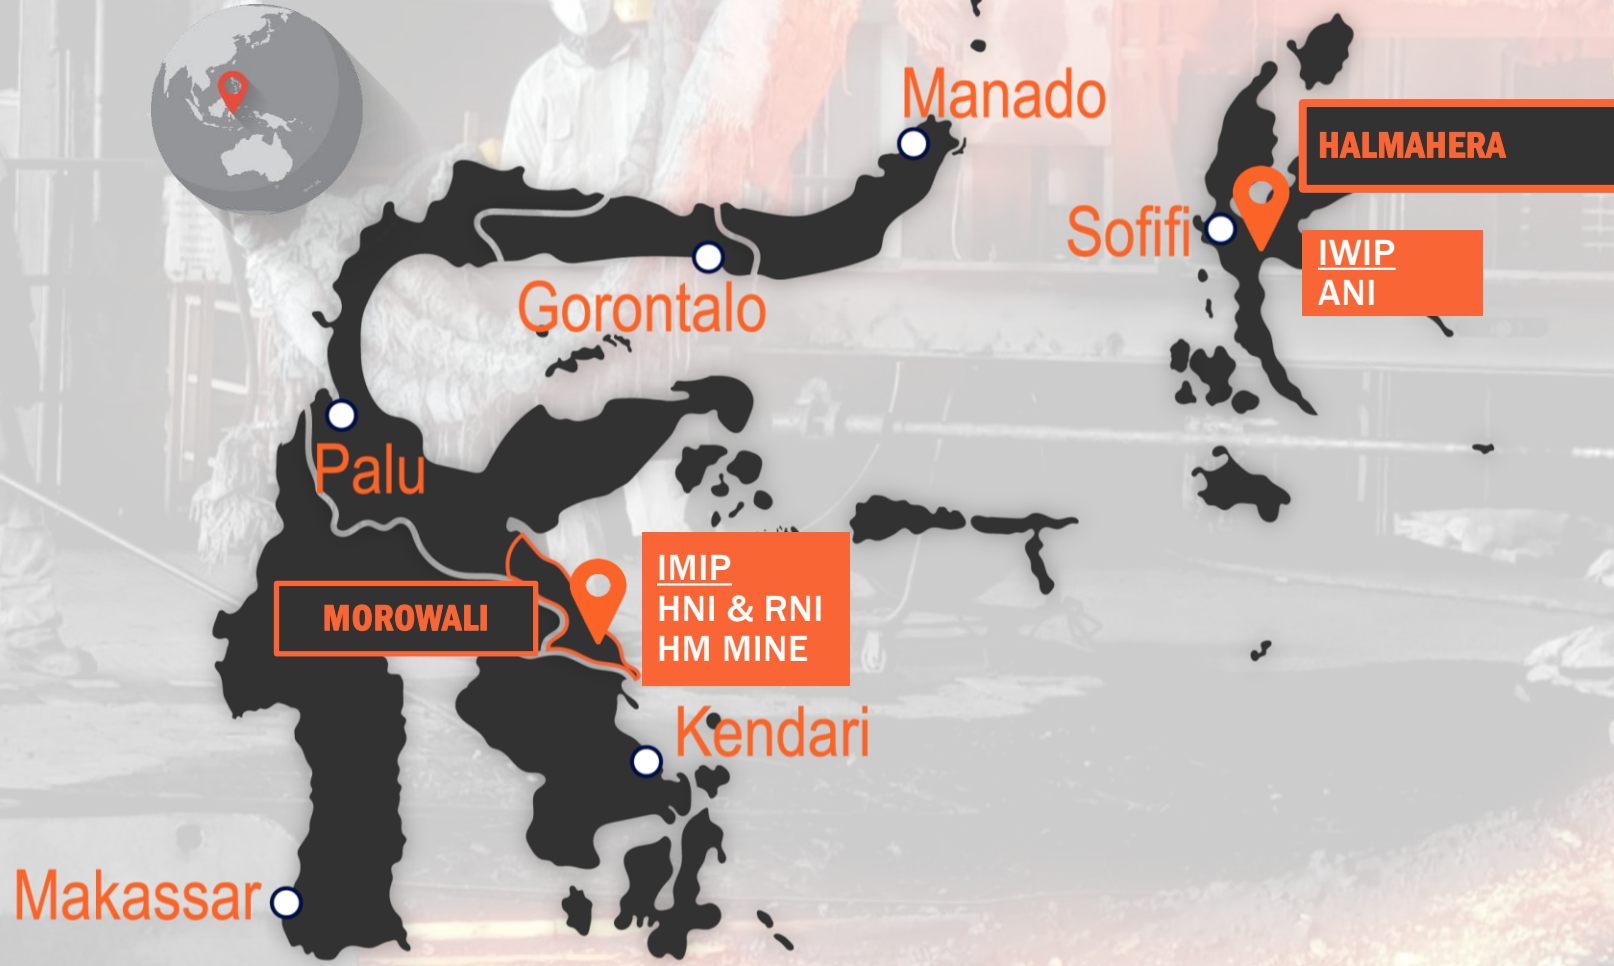 Manado
HALMAHERA
Sofifi
IWIP
ANI
Gorontalo
Palu
IMIP
HNI & RNI
HM MINE
MOROWALI
Kendari
Makassar